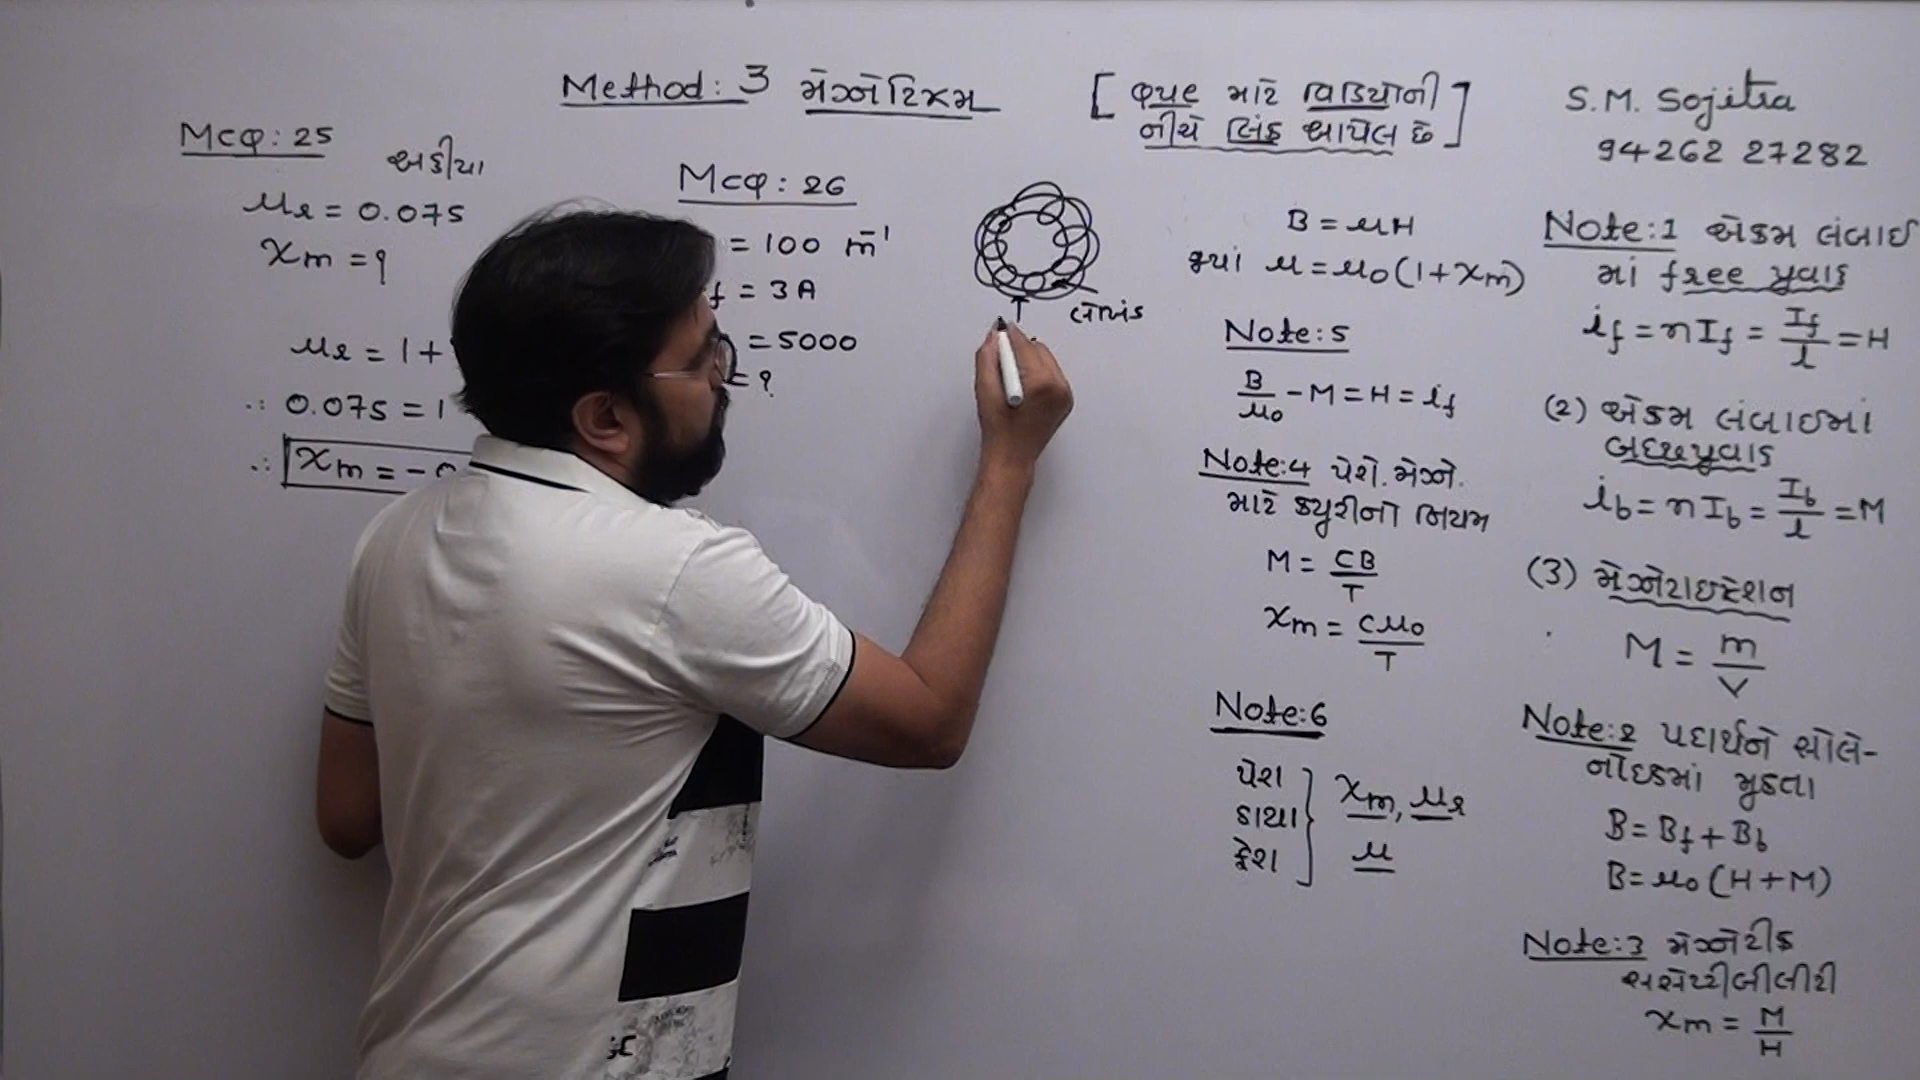 Method: 3 મેગ્નેટિઝમ
[ ક્વિઝ માટે વિડિયોની
નીચે લિંક આપેલ છે ]
S.M. Sojitra
94262 27282
MCQ: 25
μr = 0.075
χm = ?
μr = 1+
∴ 0.075 = 1
∴ χm = -0
MCQ: 26
= 100 m⁻¹
f = 3A
= 5000
= ?
લોખંડ
B = μH
જ્યાં μ = μ0(1+χm)
Note:5
B/μ0 - M = H = if
Note:4 પેરા. મેગ્ને.
માટે ક્યુરીનો નિયમ
M = CB/T
χm = Cμ0/T
Note:6
પેરા
ડાયા
ફેરા
} χm, μr
μ
Note:1 એકમ લંબાઈ
માં free પ્રવાહ
if = nIf = If/l = H
(2) એકમ લંબાઈમાં
બદ્ધપ્રવાહ
ib = nIb = Ib/l = M
(3) મેગ્નેટાઇઝેશન
M = m/V
Note:2 પદાર્થને સોલે-
નોઇડમાં મુકતા
B = Bf + Bb
B = μ0 (H+M)
Note:3 મેગ્નેટીક
સસેપ્ટીબીલીટી
χm = M/H